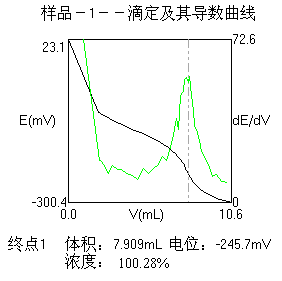 样品－1－－滴定及其导数曲线
23.1
72.6
E(mV)
dE/dV
-300.4
0
0.0
V(mL)
10.6
终点1 体积：7.909mL 电位：-245.7mV
浓度：100.28%